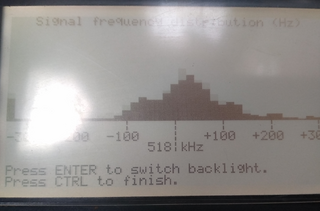 Signal frequency distribution (Hz)
-100 +100 +200
518 kHz
Press ENTER to switch backlight.
Press CTRL to finish.